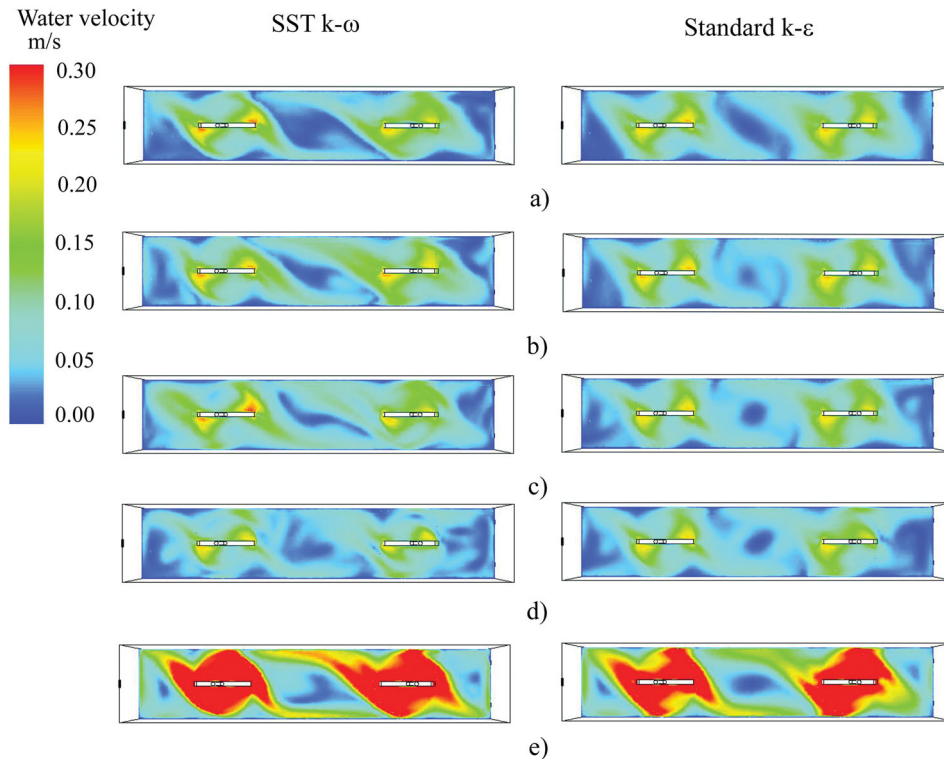 Water velocity
m/s
SST k-ω
Standard k-ε
0.30
0.25
0.20
0.15
0.10
0.05
0.00
a)
b)
c)
d)
e)